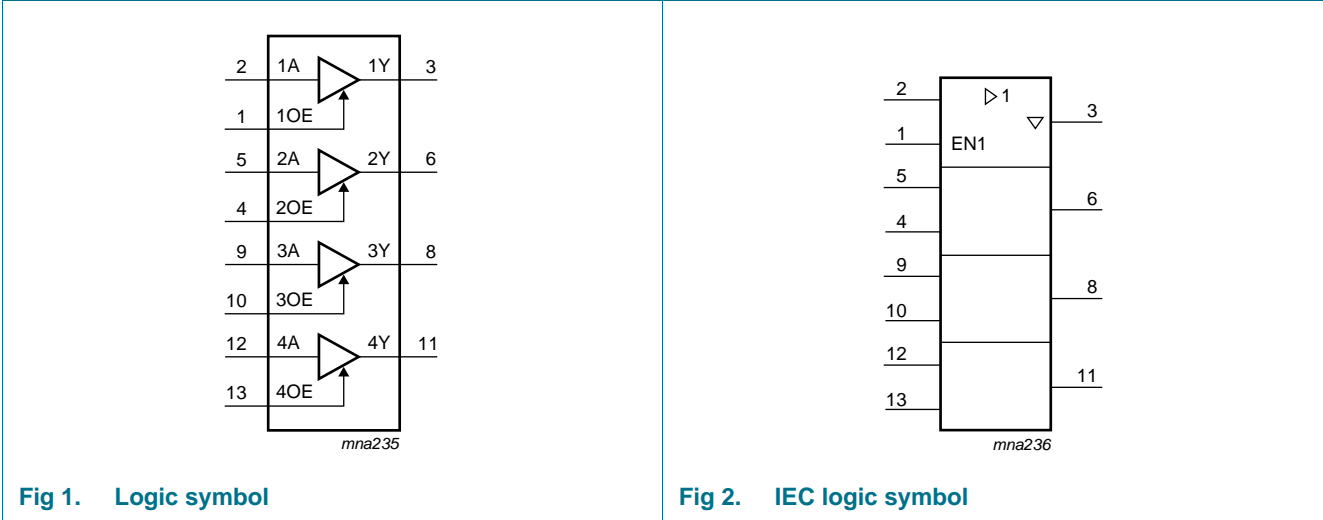 2 1A 1Y 3
1 1OE
5 2A 2Y 6
4 2OE
9 3A 3Y 8
10 3OE
12 4A 4Y 11
13 4OE
mna235
Fig 1. Logic symbol
2 1
3
1 EN1
5
6
4
9
8
10
12
11
13
mna236
Fig 2. IEC logic symbol